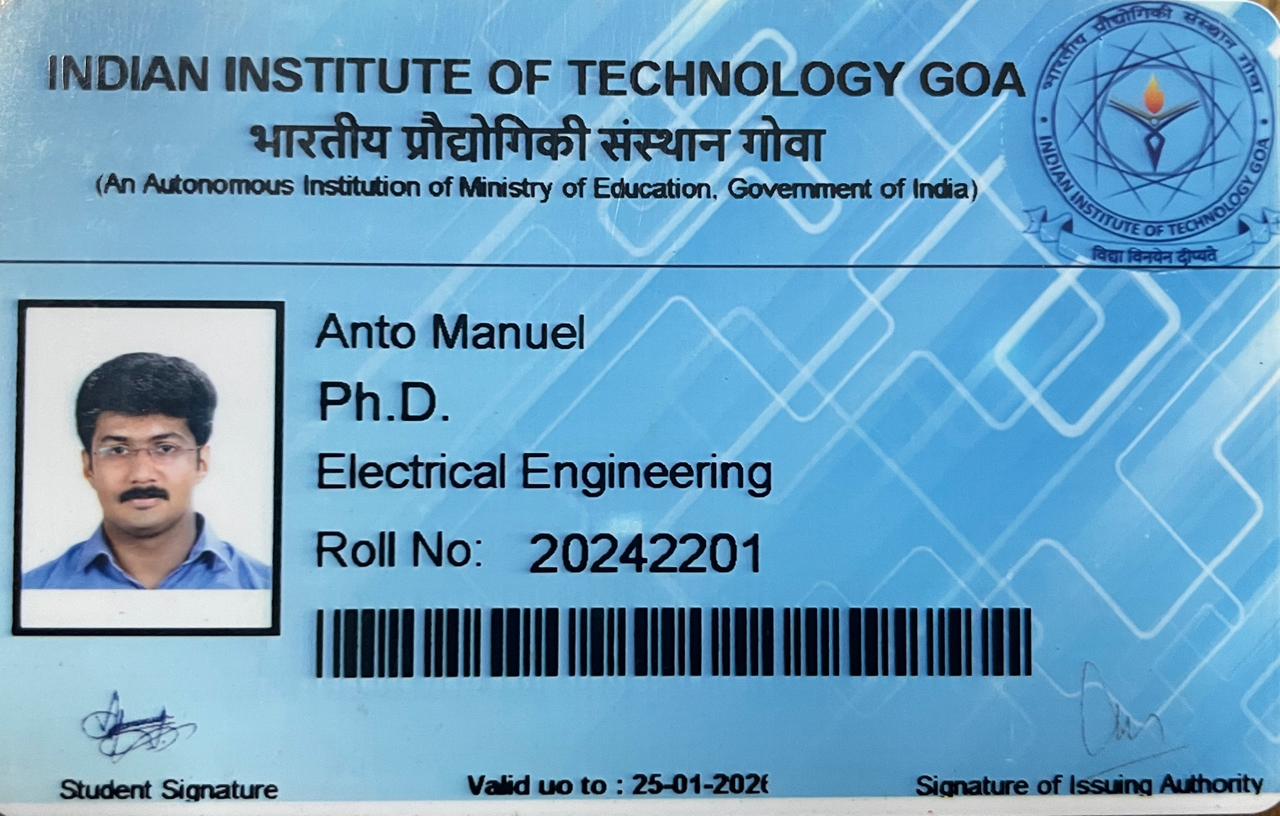 INDIAN INSTITUTE OF TECHNOLOGY GOA
भारतीय प्रौद्योगिकी संस्थान गोवा
(An Autonomous Institution of Ministry of Education, Government of India)
भारतीय प्रौद्योगिकी संस्थान गोवा
INDIAN INSTITUTE OF TECHNOLOGY GOA
विद्या विनयेन दीप्यते
Anto Manuel
Ph.D.
Electrical Engineering
Roll No: 20242201
Student Signature
Valid uo to : 25-01-2026
Signature of Issuing Authority